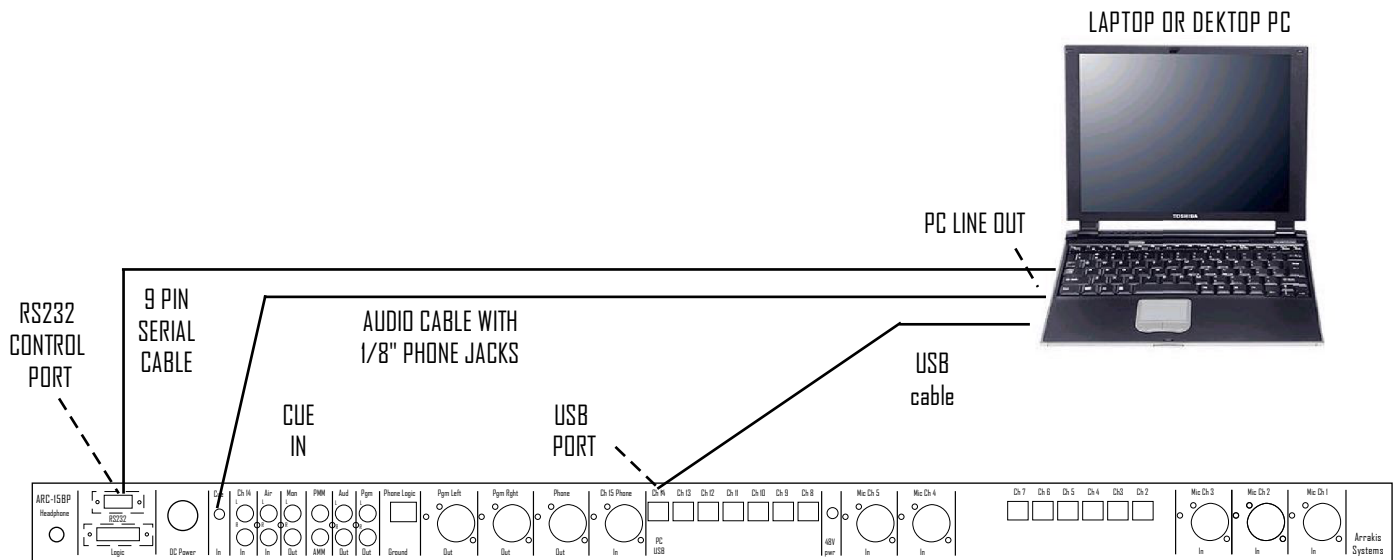 LAPTOP OR DEKTOP PC
TOSHIBA
PC LINE OUT
RS232
CONTROL
PORT
9 PIN
SERIAL
CABLE
AUDIO CABLE WITH
1/8" PHONE JACKS
USB
cable
CUE
IN
USB
PORT
ARC-15BP
Headphone
RS232
Logic
DC Power
Cue
In
Ch 14
L
R
In
Air
L
R
In
Mon
L
R
Out
PMM
AMM
Aud
L
R
Out
Pgm
L
R
Out
Phone Logic
Ground
Pgm Left
Out
Pgm Rght
Out
Phone
Out
Ch 15 Phone
In
Ch 14
PC
USB
Ch 13
Ch 12
Ch 11
Ch 10
Ch 9
Ch 8
48V
pwr
Mic Ch 5
In
Mic Ch 4
In
Ch 7
Ch 6
Ch 5
Ch 4
Ch3
Ch 2
Mic Ch 3
In
Mic Ch 2
In
Mic Ch 1
In
Arrakis
Systems